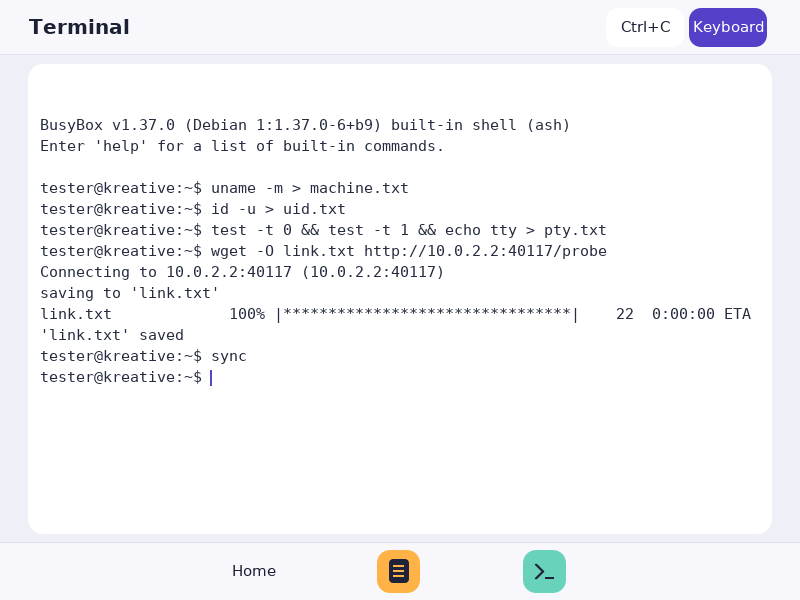 Terminal
Ctrl+C
Keyboard
BusyBox v1.37.0 (Debian 1:1.37.0-6+b9) built-in shell (ash)
Enter 'help' for a list of built-in commands.
tester@kreative:~$ uname -m > machine.txt
tester@kreative:~$ id -u > uid.txt
tester@kreative:~$ test -t 0 && test -t 1 && echo tty > pty.txt
tester@kreative:~$ wget -O link.txt http://10.0.2.2:40117/probe
Connecting to 10.0.2.2:40117 (10.0.2.2:40117)
saving to 'link.txt'
link.txt             100% |********************************|    22  0:00:00 ETA
'link.txt' saved
tester@kreative:~$ sync
tester@kreative:~$
Home